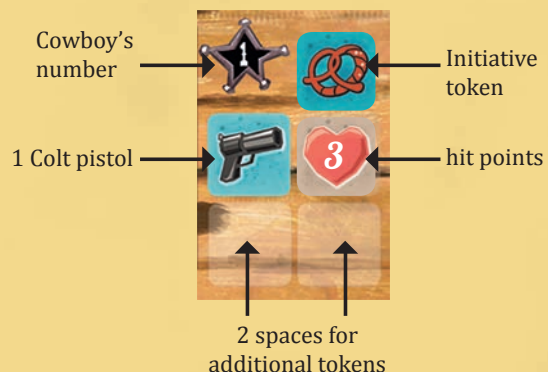 Cowboy's
number
1
Initiative
token
1 Colt pistol
3
hit points
2 spaces for
additional tokens